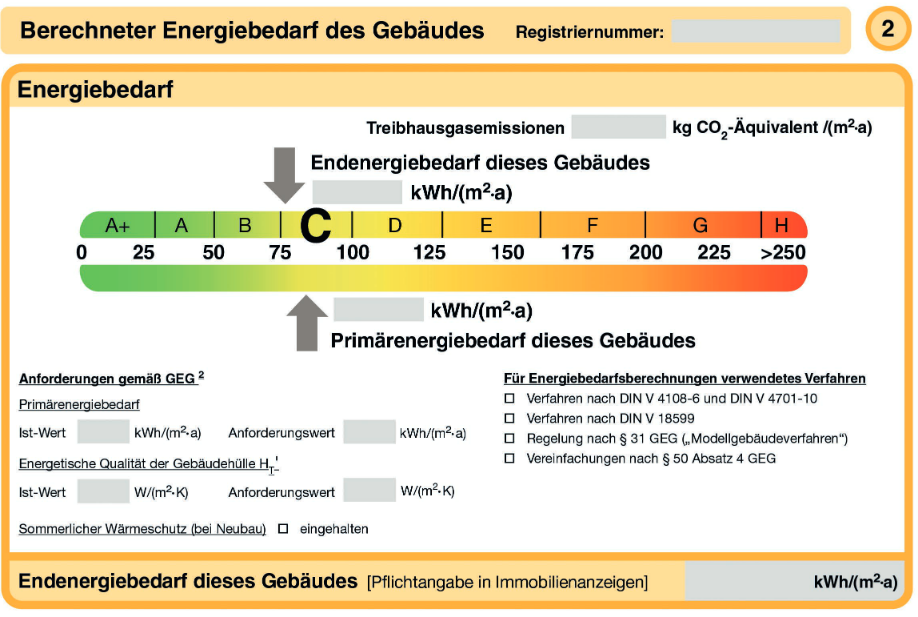 Berechneter Energiebedarf des Gebäudes Registriernummer: 2
Energiebedarf
Treibhausgasemissionen kg CO₂-Äquivalent /(m²·a)
Endenergiebedarf dieses Gebäudes
kWh/(m²·a)
A+ A B C D E F G H
0 25 50 75 100 125 150 175 200 225 >250
kWh/(m²·a)
Primärenergiebedarf dieses Gebäudes
Anforderungen gemäß GEG ²
Primärenergiebedarf
Ist-Wert kWh/(m²·a) Anforderungswert kWh/(m²·a)
Energetische Qualität der Gebäudehülle H_T'
Ist-Wert W/(m²·K) Anforderungswert W/(m²·K)
Sommerlicher Wärmeschutz (bei Neubau) ☐ eingehalten
Für Energiebedarfsberechnungen verwendetes Verfahren
☐ Verfahren nach DIN V 4108-6 und DIN V 4701-10
☐ Verfahren nach DIN V 18599
☐ Regelung nach § 31 GEG („Modellgebäudeverfahren“)
☐ Vereinfachungen nach § 50 Absatz 4 GEG
Endenergiebedarf dieses Gebäudes [Pflichtangabe in Immobilienanzeigen] kWh/(m²·a)